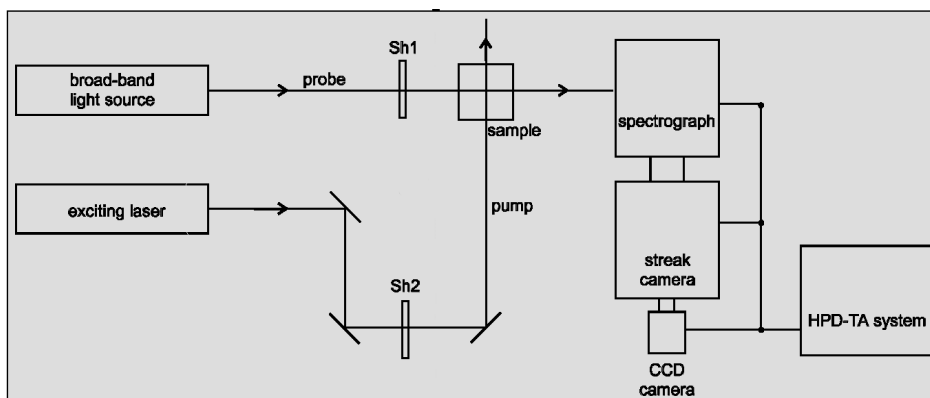 broad-band
light source
probe
Sh1
sample
spectrograph
exciting laser
pump
Sh2
streak
camera
CCD
camera
HPD-TA system